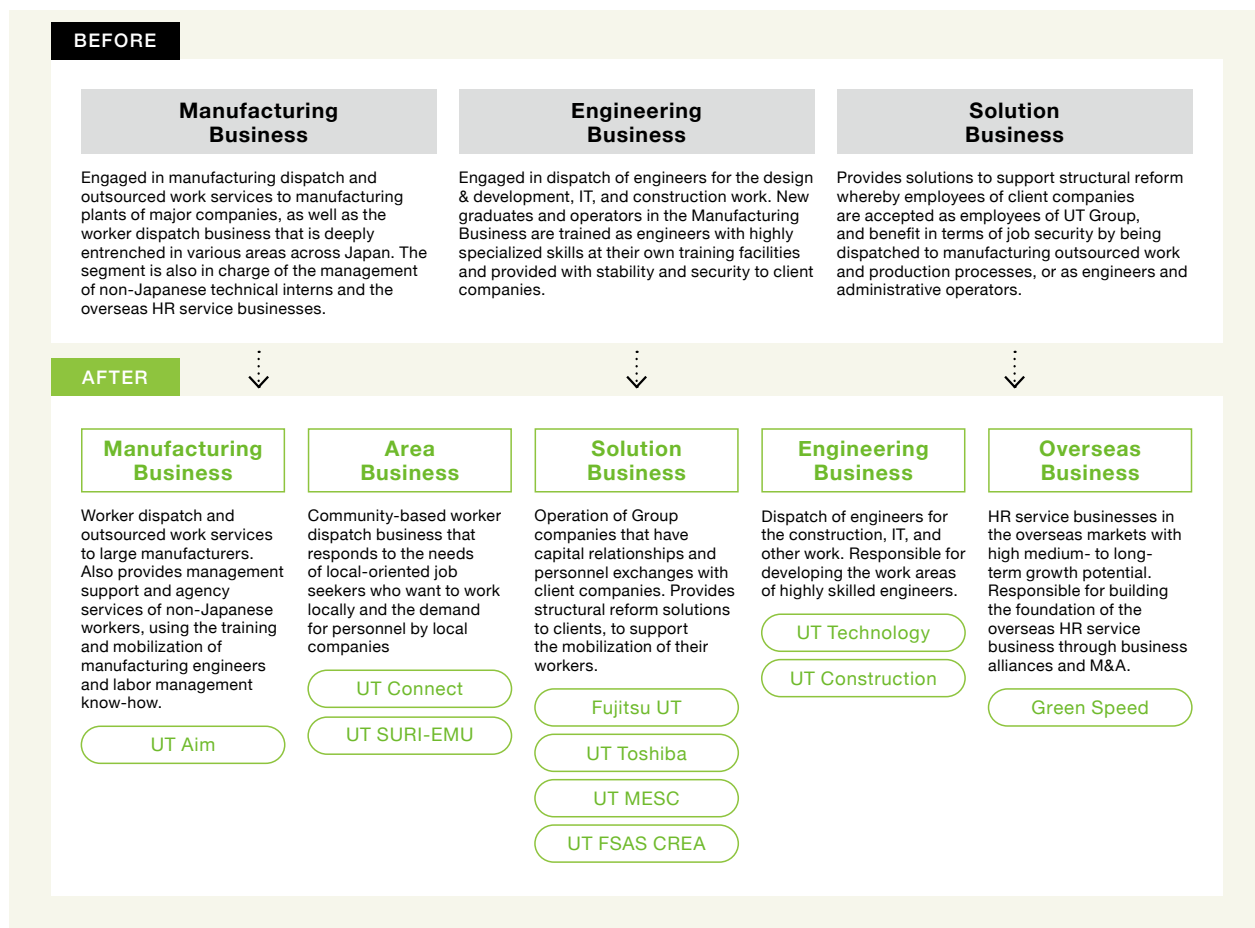 BEFORE
Manufacturing
Business
Engaged in manufacturing dispatch and
outsourced work services to manufacturing
plants of major companies, as well as the
worker dispatch business that is deeply
entrenched in various areas across Japan. The
segment is also in charge of the management
of non-Japanese technical interns and the
overseas HR service businesses.
Engineering
Business
Engaged in dispatch of engineers for the design
& development, IT, and construction work. New
graduates and operators in the Manufacturing
Business are trained as engineers with highly
specialized skills at their own training facilities
and provided with stability and security to client
companies.
Solution
Business
Provides solutions to support structural reform
whereby employees of client companies
are accepted as employees of UT Group,
and benefit in terms of job security by being
dispatched to manufacturing outsourced work
and production processes, or as engineers and
administrative operators.
AFTER
Manufacturing
Business
Worker dispatch and
outsourced work services
to large manufacturers.
Also provides management
support and agency
services of non-Japanese
workers, using the training
and mobilization of
manufacturing engineers
and labor management
know-how.
UT Aim
Area
Business
Community-based worker
dispatch business that
responds to the needs
of local-oriented job
seekers who want to work
locally and the demand
for personnel by local
companies
UT Connect
UT SURI-EMU
Solution
Business
Operation of Group
companies that have
capital relationships and
personnel exchanges with
client companies. Provides
structural reform solutions
to clients, to support
the mobilization of their
workers.
Fujitsu UT
UT Toshiba
UT MESC
UT FSAS CREA
Engineering
Business
Dispatch of engineers for
the construction, IT, and
other work. Responsible for
developing the work areas
of highly skilled engineers.
UT Technology
UT Construction
Overseas
Business
HR service businesses in
the overseas markets with
high medium- to long-
term growth potential.
Responsible for building
the foundation of the
overseas HR service
business through business
alliances and M&A.
Green Speed